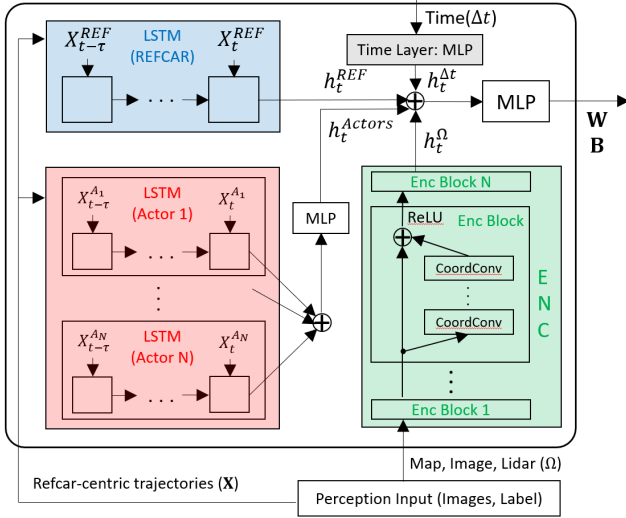 Time(Δt)
X_{t-τ}^{REF}
LSTM
(REFCAR)
X_t^{REF}
Time Layer: MLP
h_t^{REF}
h_t^{Δt}
MLP
W
B
h_t^{Actors}
h_t^Ω
X_{t-τ}^{A_1}
LSTM
(Actor 1)
X_t^{A_1}
MLP
Enc Block N
ReLU
Enc Block
CoordConv
CoordConv
E
N
C
X_{t-τ}^{A_N}
LSTM
(Actor N)
X_t^{A_N}
Enc Block 1
Map, Image, Lidar (Ω)
Refcar-centric trajectories (X)
Perception Input (Images, Label)